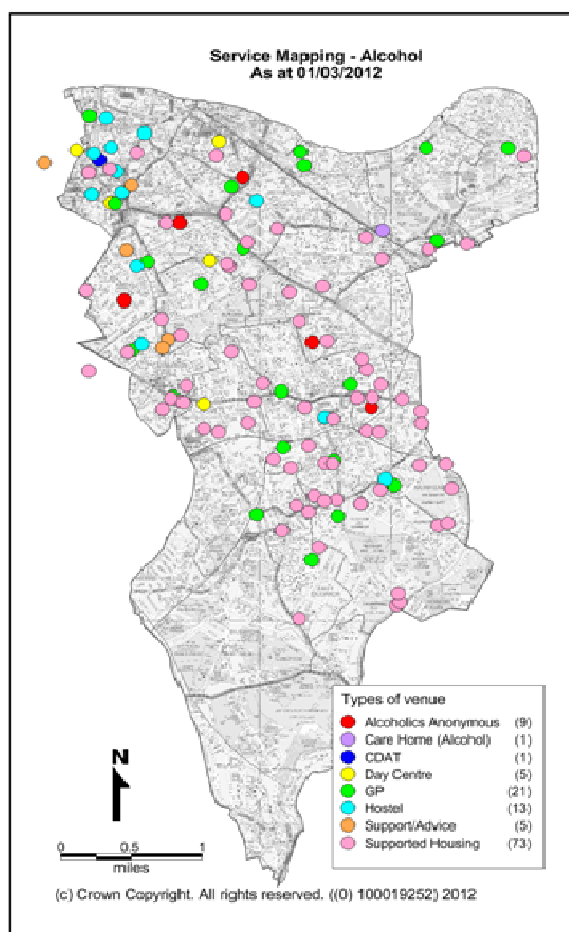 Service Mapping - Alcohol
As at 01/03/2012
Types of venue
Alcoholics Anonymous (9)
Care Home (Alcohol) (1)
CDAT (1)
Day Centre (5)
GP (21)
Hostel (13)
Support/Advice (5)
Supported Housing (73)
N
0 0.5 1
miles
(c) Crown Copyright. All rights reserved. ((0) 100019252) 2012